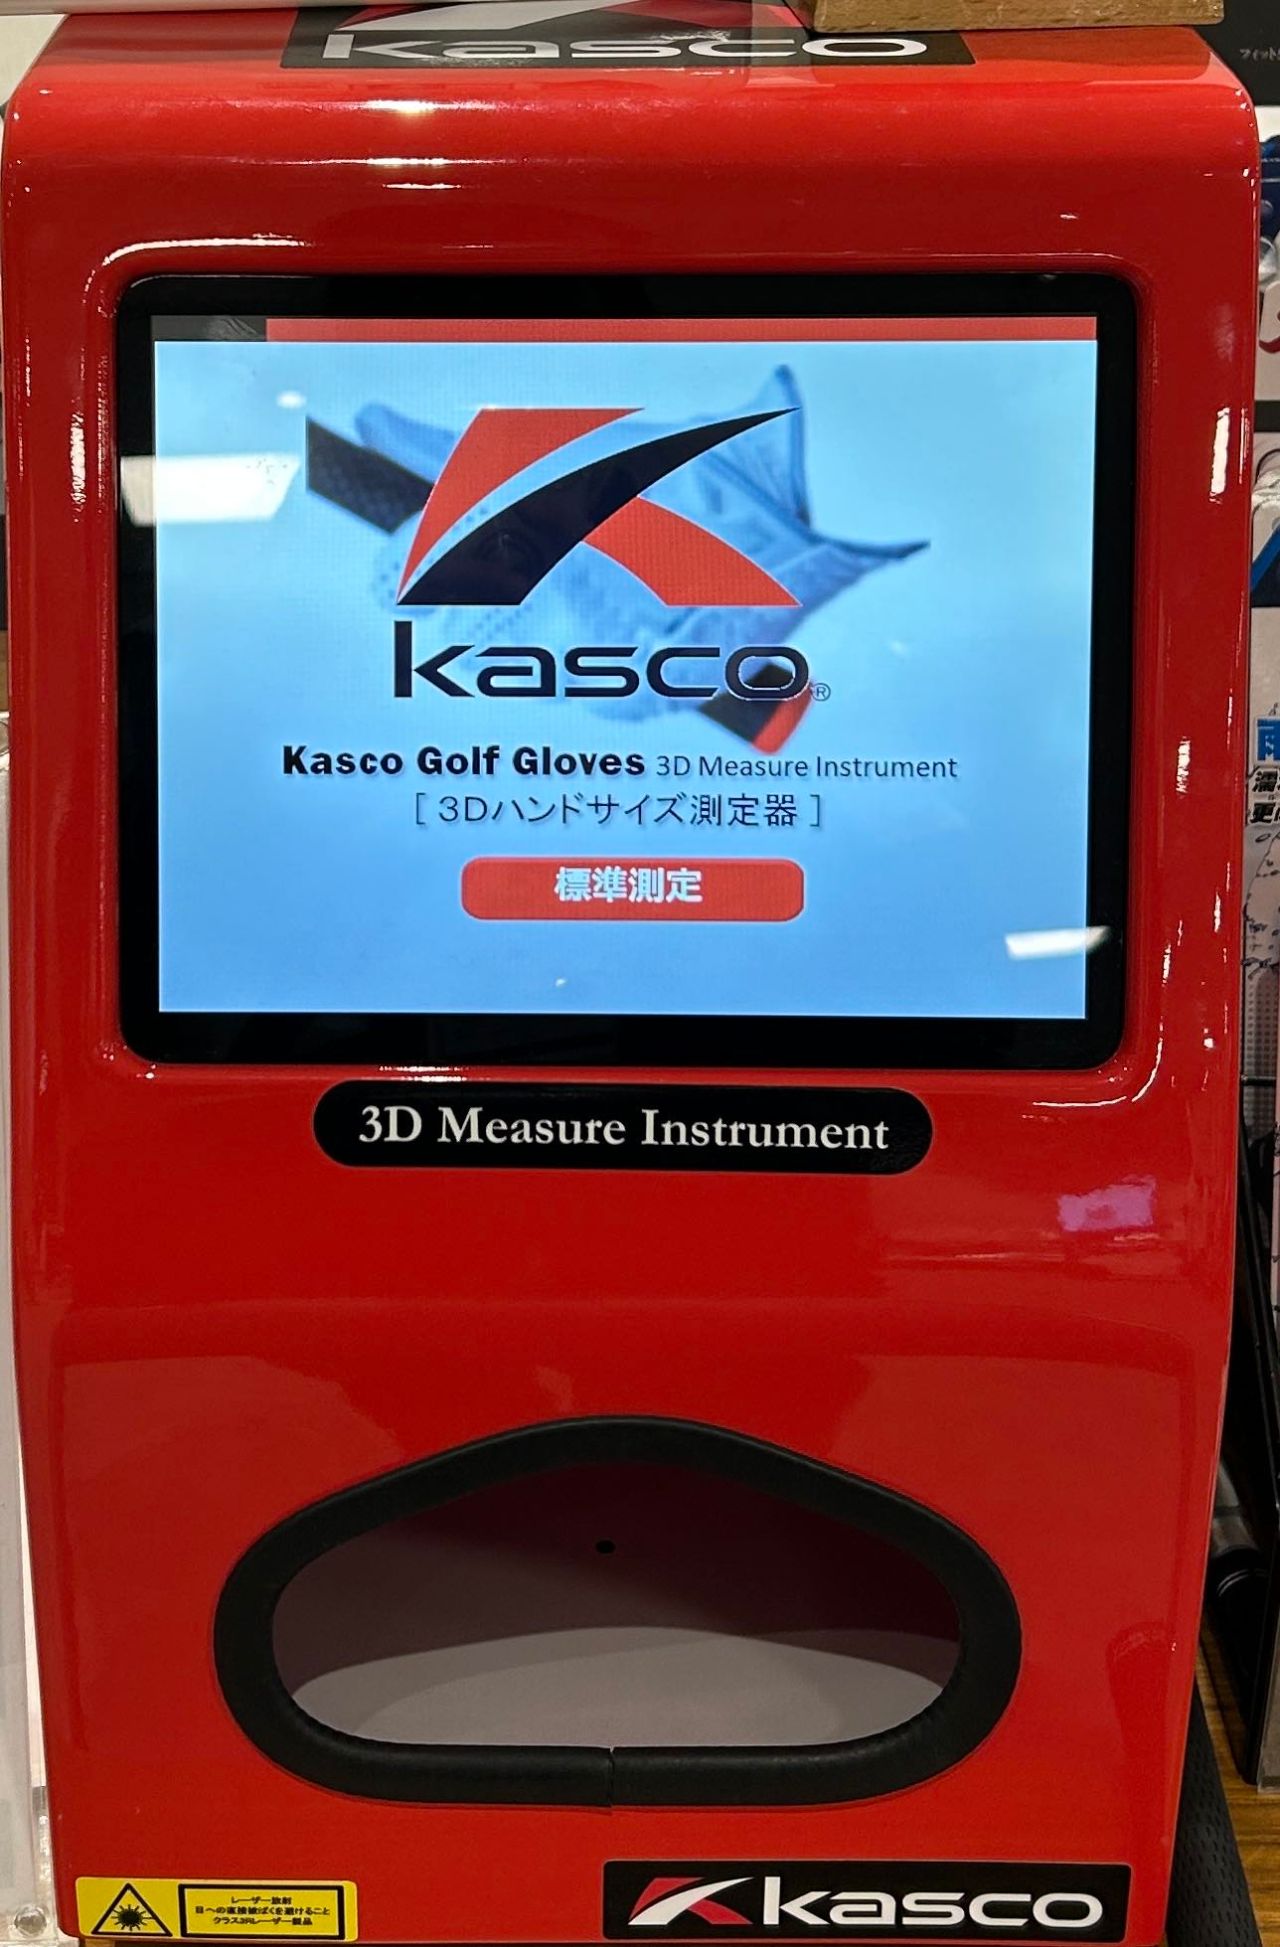 kasco
kasco®
Kasco Golf Gloves 3D Measure Instrument
[ 3Dハンドサイズ測定器 ]
標準測定
3D Measure Instrument
レーザー放射
目への直接被ばくを避けること
クラス3Rレーザー製品
kasco